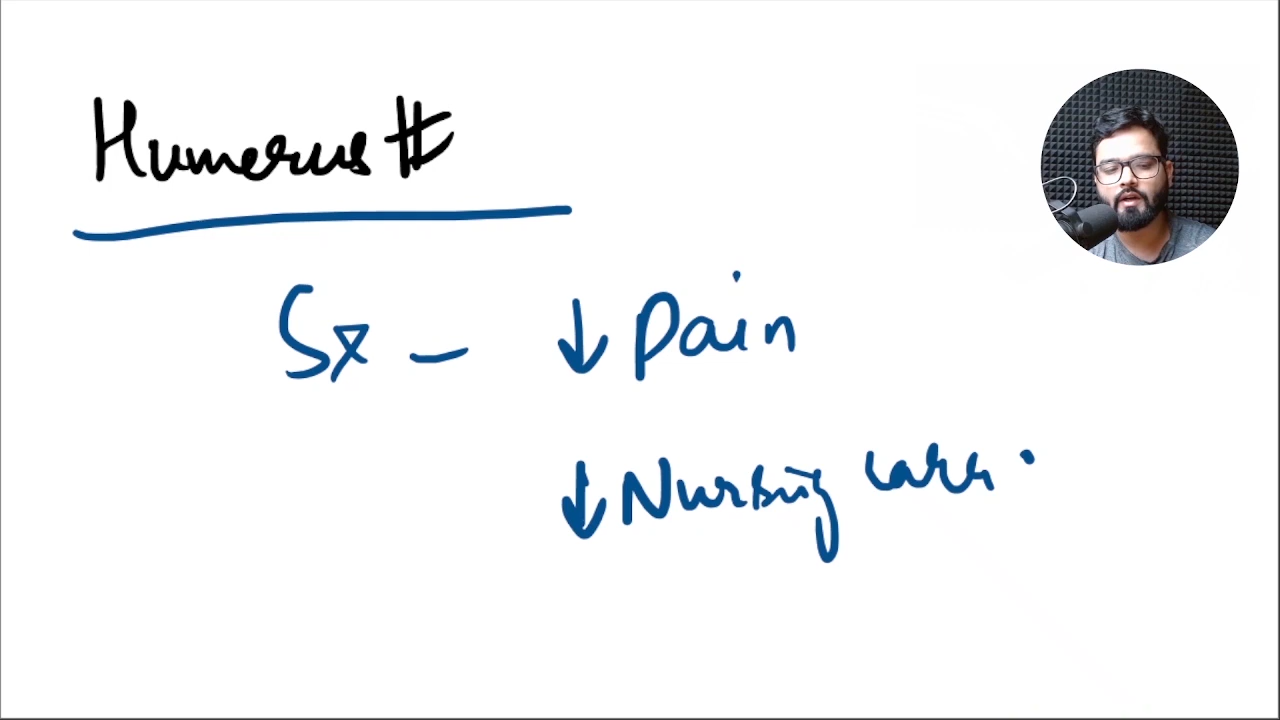 Humerus #
Sx - ↓ Pain
↓ Nursing care.